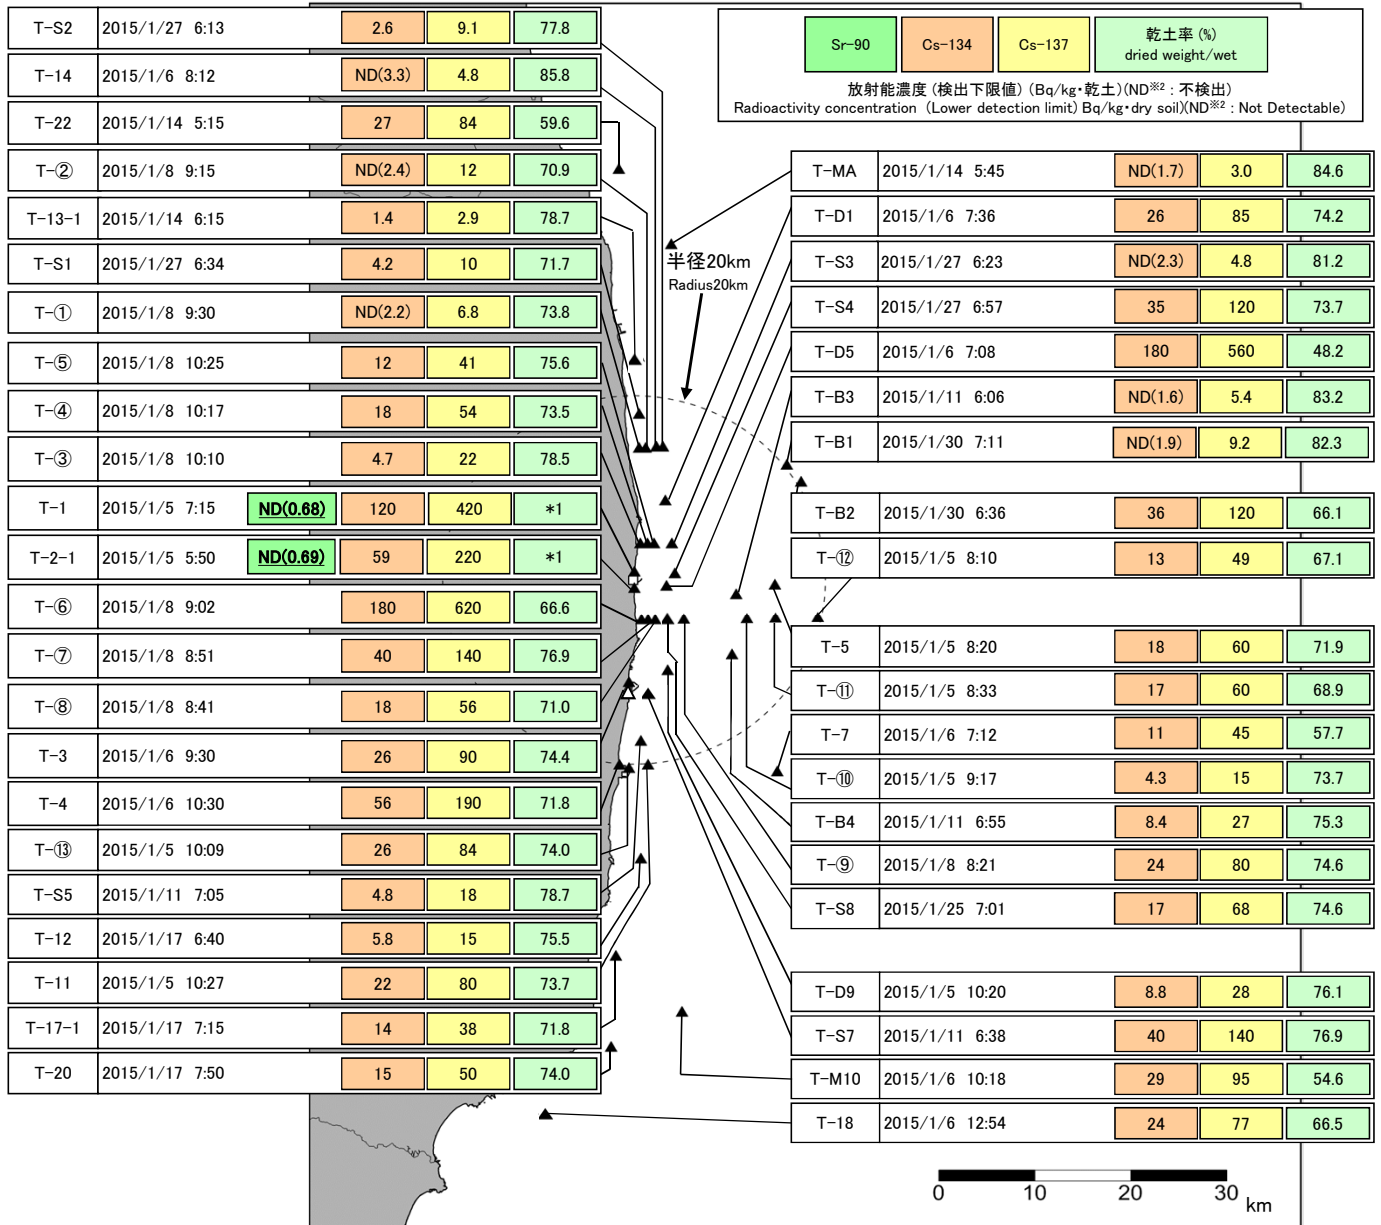 Sr-90 Cs-134 Cs-137 乾土率 (%)
dried weight/wet
放射能濃度 (検出下限値) (Bq/kg・乾土)(ND※2 : 不検出)
Radioactivity concentration (Lower detection limit) Bq/kg・dry soil)(ND※2 : Not Detectable)
T-S2 2015/1/27 6:13 2.6 9.1 77.8
T-14 2015/1/6 8:12 ND(3.3) 4.8 85.8
T-22 2015/1/14 5:15 27 84 59.6
T-② 2015/1/8 9:15 ND(2.4) 12 70.9
T-13-1 2015/1/14 6:15 1.4 2.9 78.7
T-S1 2015/1/27 6:34 4.2 10 71.7
T-① 2015/1/8 9:30 ND(2.2) 6.8 73.8
T-⑤ 2015/1/8 10:25 12 41 75.6
T-④ 2015/1/8 10:17 18 54 73.5
T-③ 2015/1/8 10:10 4.7 22 78.5
T-1 2015/1/5 7:15 ND(0.68) 120 420 *1
T-2-1 2015/1/5 5:50 ND(0.69) 59 220 *1
T-⑥ 2015/1/8 9:02 180 620 66.6
T-⑦ 2015/1/8 8:51 40 140 76.9
T-⑧ 2015/1/8 8:41 18 56 71.0
T-3 2015/1/6 9:30 26 90 74.4
T-4 2015/1/6 10:30 56 190 71.8
T-⑬ 2015/1/5 10:09 26 84 74.0
T-S5 2015/1/11 7:05 4.8 18 78.7
T-12 2015/1/17 6:40 5.8 15 75.5
T-11 2015/1/5 10:27 22 80 73.7
T-17-1 2015/1/17 7:15 14 38 71.8
T-20 2015/1/17 7:50 15 50 74.0
半径20km
Radius20km
T-MA 2015/1/14 5:45 ND(1.7) 3.0 84.6
T-D1 2015/1/6 7:36 26 85 74.2
T-S3 2015/1/27 6:23 ND(2.3) 4.8 81.2
T-S4 2015/1/27 6:57 35 120 73.7
T-D5 2015/1/6 7:08 180 560 48.2
T-B3 2015/1/11 6:06 ND(1.6) 5.4 83.2
T-B1 2015/1/30 7:11 ND(1.9) 9.2 82.3
T-B2 2015/1/30 6:36 36 120 66.1
T-⑫ 2015/1/5 8:10 13 49 67.1
T-5 2015/1/5 8:20 18 60 71.9
T-⑪ 2015/1/5 8:33 17 60 68.9
T-7 2015/1/6 7:12 11 45 57.7
T-⑩ 2015/1/5 9:17 4.3 15 73.7
T-B4 2015/1/11 6:55 8.4 27 75.3
T-⑨ 2015/1/8 8:21 24 80 74.6
T-S8 2015/1/25 7:01 17 68 74.6
T-D9 2015/1/5 10:20 8.8 28 76.1
T-S7 2015/1/11 6:38 40 140 76.9
T-M10 2015/1/6 10:18 29 95 54.6
T-18 2015/1/6 12:54 24 77 66.5
0 10 20 30 km